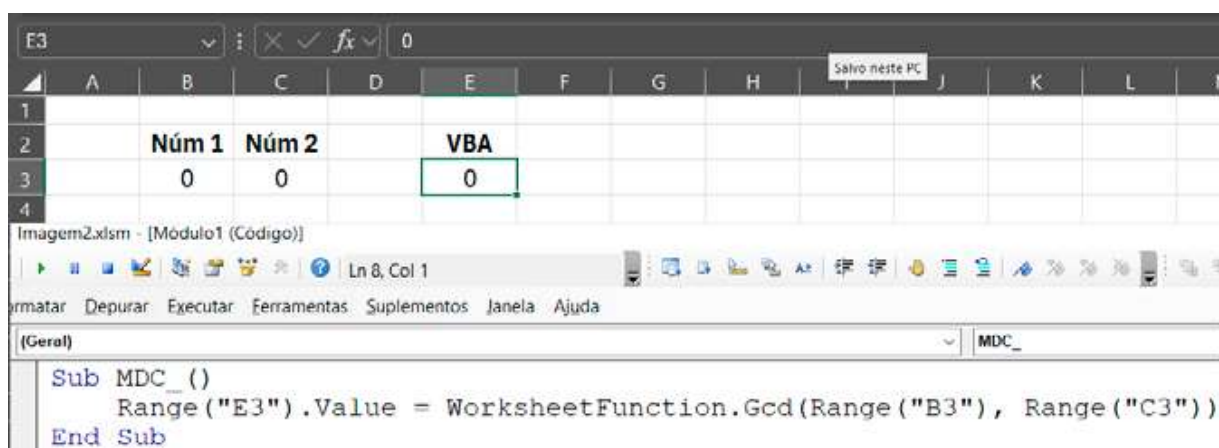 E3 fx 0
Salvo neste PC
A B C D E F G H J K L
1
2 Núm 1 Núm 2 VBA
3 0 0 0
4
Imagem2.xlsm - [Módulo1 (Código)]
Ln 8, Col 1
ormatar Depurar Executar Ferramentas Suplementos Janela Ajuda
(Geral) MDC_
Sub MDC_()
Range("E3").Value = WorksheetFunction.Gcd(Range("B3"), Range("C3"))
End Sub